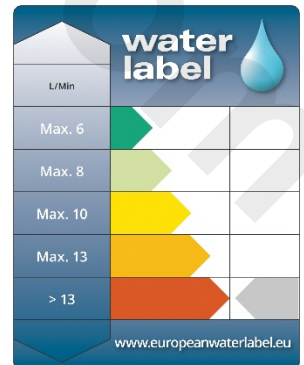 water
label
L/Min
Max. 6
Max. 8
Max. 10
Max. 13
> 13
www.europeanwaterlabel.eu